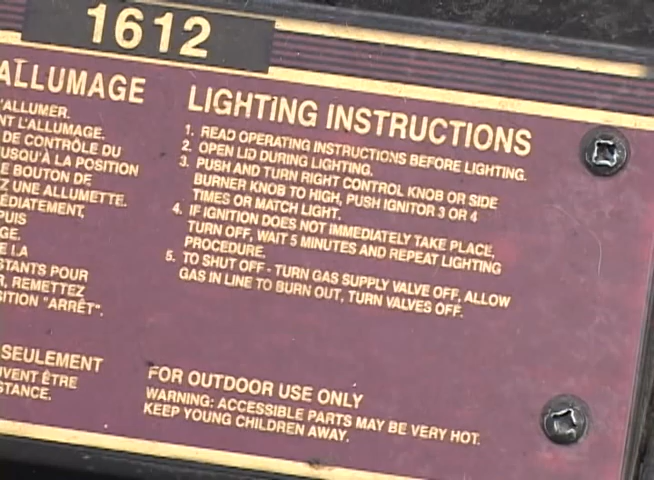 1612
ALLUMAGE
'ALLUMER.
NT L'ALLUMAGE.
DE CONTRÔLE DU
USQU'À LA POSITION
E BOUTON DE
Z UNE ALLUMETTE.
ÉDIATEMENT,
PUIS
GE.
E LA
STANTS POUR
R, REMETTEZ
SITION "ARRÊT".
SEULEMENT
UVENT ÊTRE
STANCE.
LIGHTING INSTRUCTIONS
1. READ OPERATING INSTRUCTIONS BEFORE LIGHTING.
2. OPEN LID DURING LIGHTING.
3. PUSH AND TURN RIGHT CONTROL KNOB OR SIDE
BURNER KNOB TO HIGH, PUSH IGNITOR 3 OR 4
TIMES OR MATCH LIGHT.
4. IF IGNITION DOES NOT IMMEDIATELY TAKE PLACE,
TURN OFF, WAIT 5 MINUTES AND REPEAT LIGHTING
PROCEDURE.
5. TO SHUT OFF - TURN GAS SUPPLY VALVE OFF, ALLOW
GAS IN LINE TO BURN OUT, TURN VALVES OFF.
FOR OUTDOOR USE ONLY
WARNING: ACCESSIBLE PARTS MAY BE VERY HOT.
KEEP YOUNG CHILDREN AWAY.